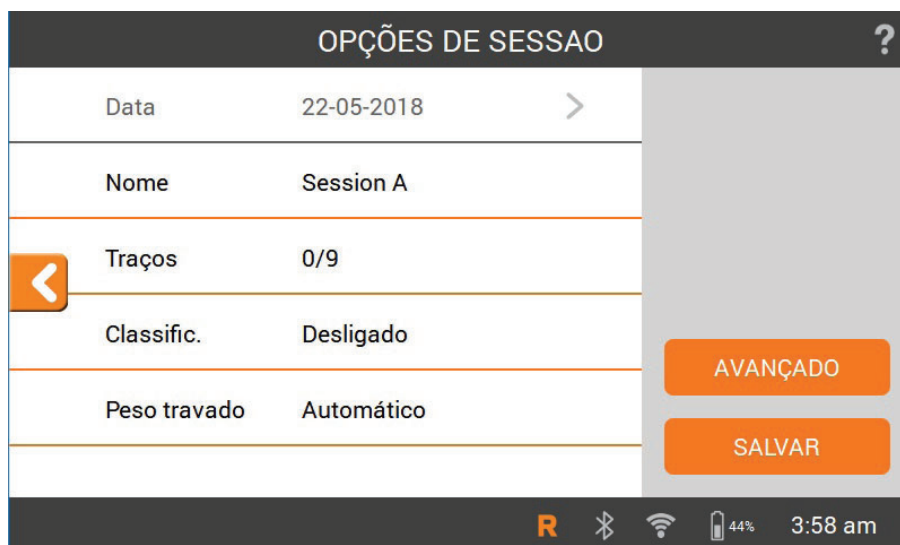 OPÇÕES DE SESSAO ?
Data 22-05-2018
Nome Session A
Traços 0/9
Classific. Desligado
Peso travado Automático
AVANÇADO
SALVAR
R 44% 3:58 am